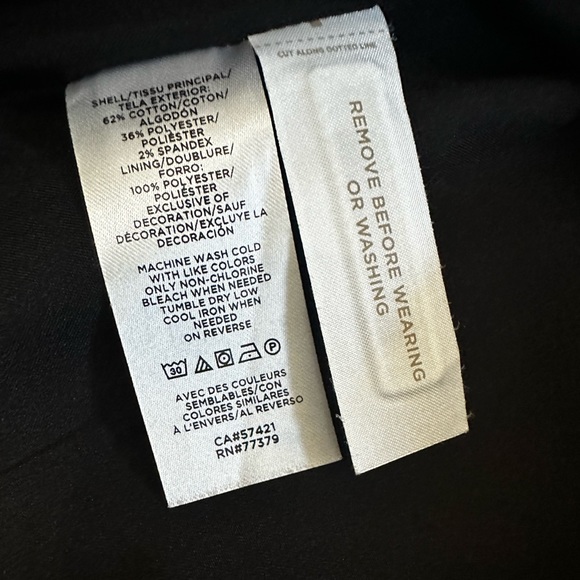 SHELL/TISSU PRINCIPAL/
TELA EXTERIOR:
62% COTTON/COTON/
ALGODÓN
36% POLYESTER/
POLIÉSTER
2% SPANDEX
LINING/DOUBLURE/
FORRO:
100% POLYESTER/
POLIÉSTER
EXCLUSIVE OF
DECORATION/SAUF
DÉCORATION/EXCLUYE LA
DECORACIÓN
MACHINE WASH COLD
WITH LIKE COLORS
ONLY NON-CHLORINE
BLEACH WHEN NEEDED
TUMBLE DRY LOW
COOL IRON WHEN
NEEDED
ON REVERSE
30 P
AVEC DES COULEURS
SEMBLABLES/CON
COLORES SIMILARES
À L'ENVERS/AL REVERSO
CA#57421
RN#77379
CUT ALONG DOTTED LINE
REMOVE BEFORE WEARING
OR WASHING